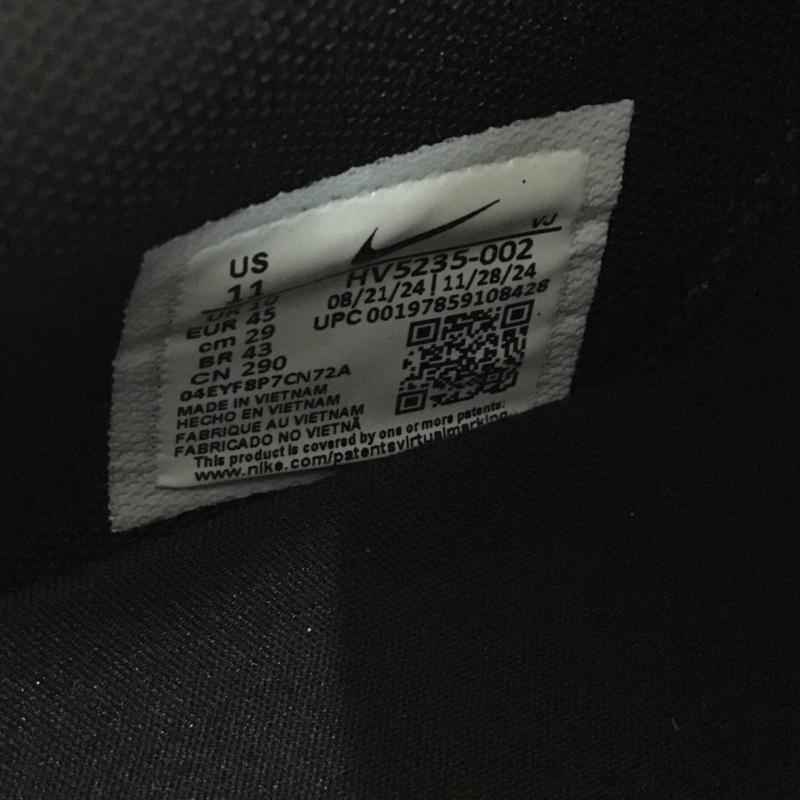 VJ
US
11
HV5235-002
08/21/24 | 11/28/24
UPC 00197859108428
UK 10
EUR 45
cm 29
BR 43
CN 290
04EYF8P7CN72A
MADE IN VIETNAM
HECHO EN VIETNAM
FABRIQUE AU VIETNAM
FABRICADO NO VIETNÃ
This product is covered by one or more patents:
www.nike.com/patentsvirtualmarking